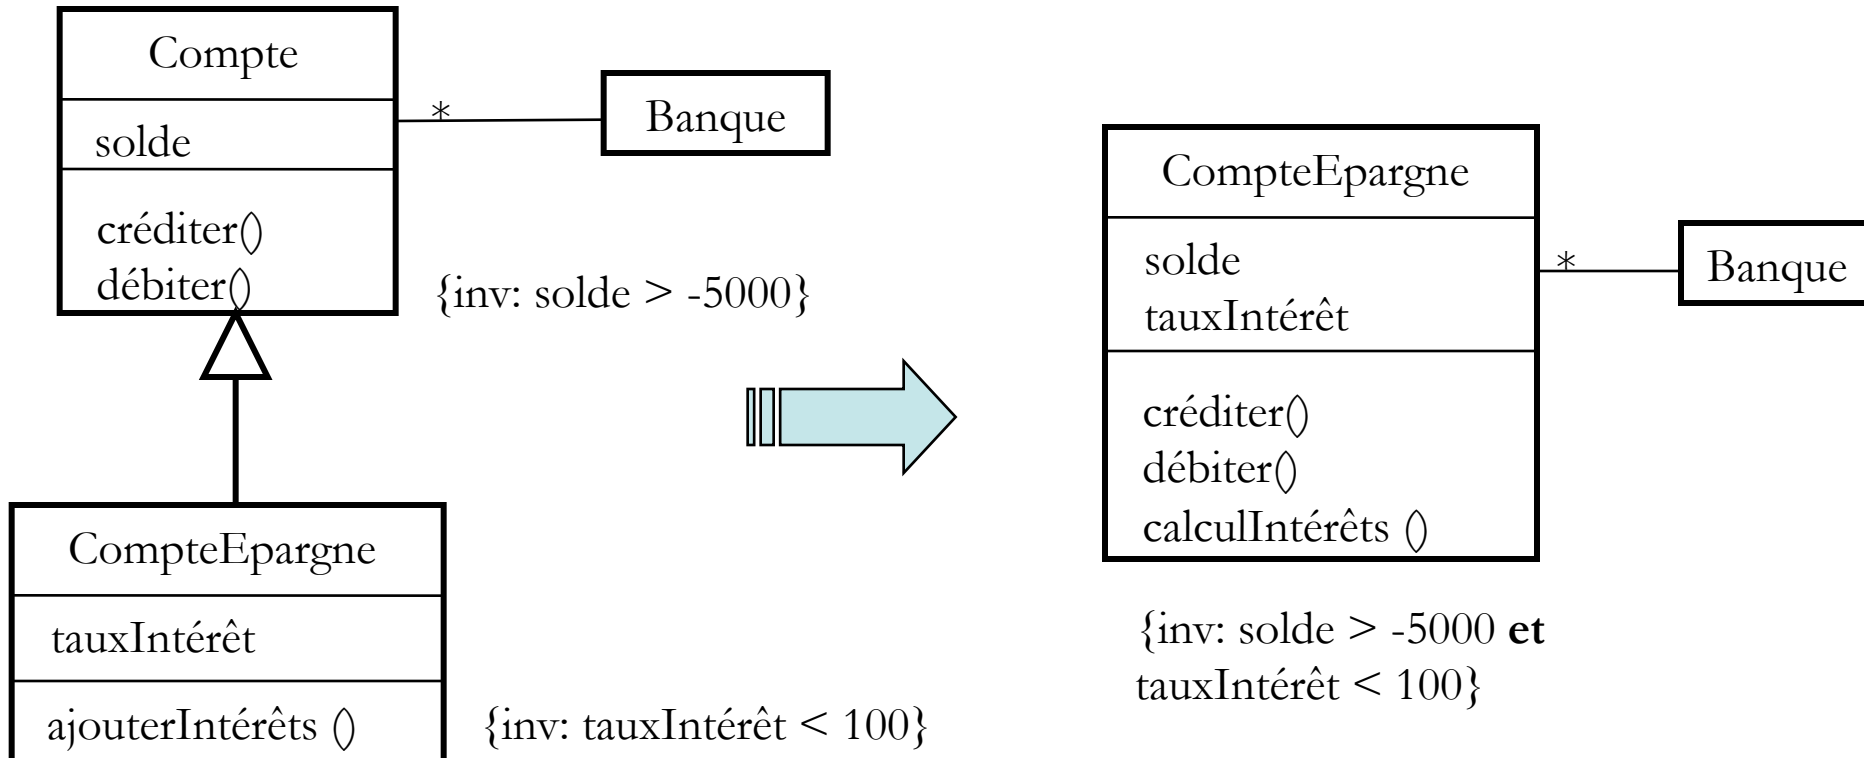 Compte
solde
créditer()
débiter()
*
Banque
{inv: solde > -5000}
CompteEpargne
tauxIntérêt
ajouterIntérêts ()
{inv: tauxIntérêt < 100}
CompteEpargne
solde
tauxIntérêt
créditer()
débiter()
calculIntérêts ()
*
Banque
{inv: solde > -5000 et
tauxIntérêt < 100}